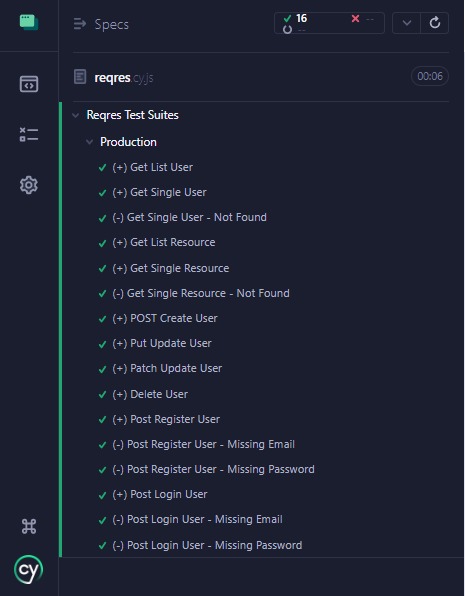 Specs
16
--
--
reqres.cy.js
00:06
Reqres Test Suites
Production
(+) Get List User
(+) Get Single User
(-) Get Single User - Not Found
(+) Get List Resource
(+) Get Single Resource
(-) Get Single Resource - Not Found
(+) POST Create User
(+) Put Update User
(+) Patch Update User
(+) Delete User
(+) Post Register User
(-) Post Register User - Missing Email
(-) Post Register User - Missing Password
(+) Post Login User
(-) Post Login User - Missing Email
(-) Post Login User - Missing Password
cy